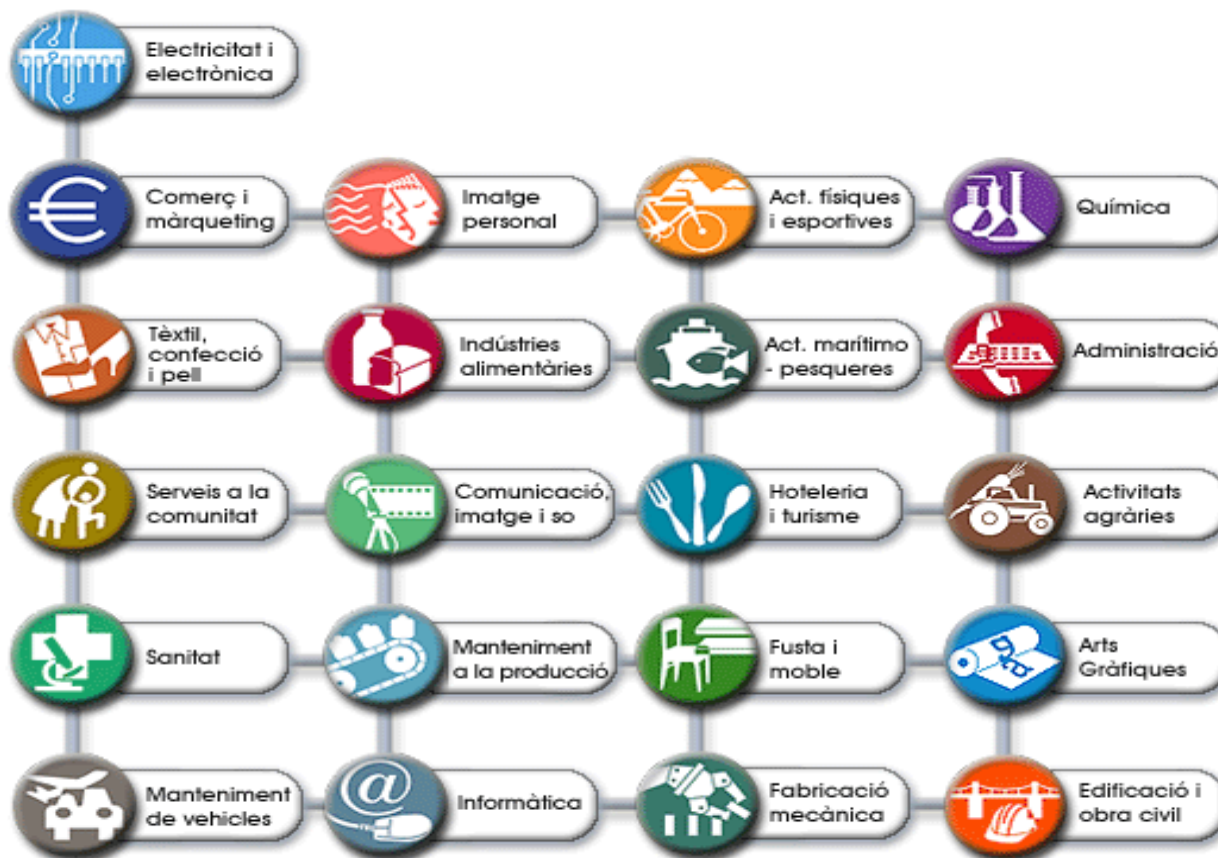 Electricitat i
electrònica
Comerç i
màrqueting
Imatge
personal
Act. físiques
i esportives
Química
Tèxtil,
confecció
i pell
Indústries
alimentàries
Act. marítimo
- pesqueres
Administració
Serveis a la
comunitat
Comunicació,
imatge i so
Hoteleria
i turisme
Activitats
agràries
Sanitat
Manteniment
a la producció
Fusta i
moble
Arts
Gràfiques
Manteniment
de vehicles
Informàtica
Fabricació
mecànica
Edificació i
obra civil